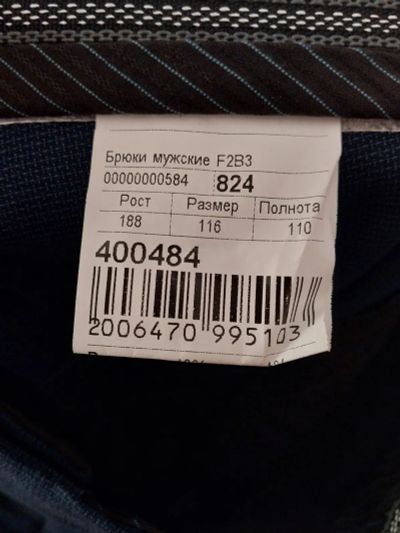 Брюки мужские F2B3
00000000584 824
Рост Размер Полнота
188 116 110
400484
2006470 995103